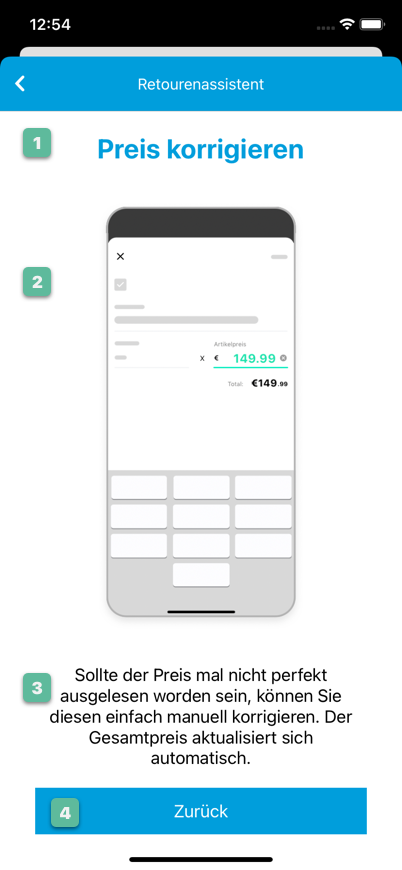 12:54
Retourenassistent
1
Preis korrigieren
2
Artikelpreis
x € 149.99
Total: €149.99
3
Sollte der Preis mal nicht perfekt
ausgelesen worden sein, können Sie
diesen einfach manuell korrigieren. Der
Gesamtpreis aktualisiert sich
automatisch.
4
Zurück